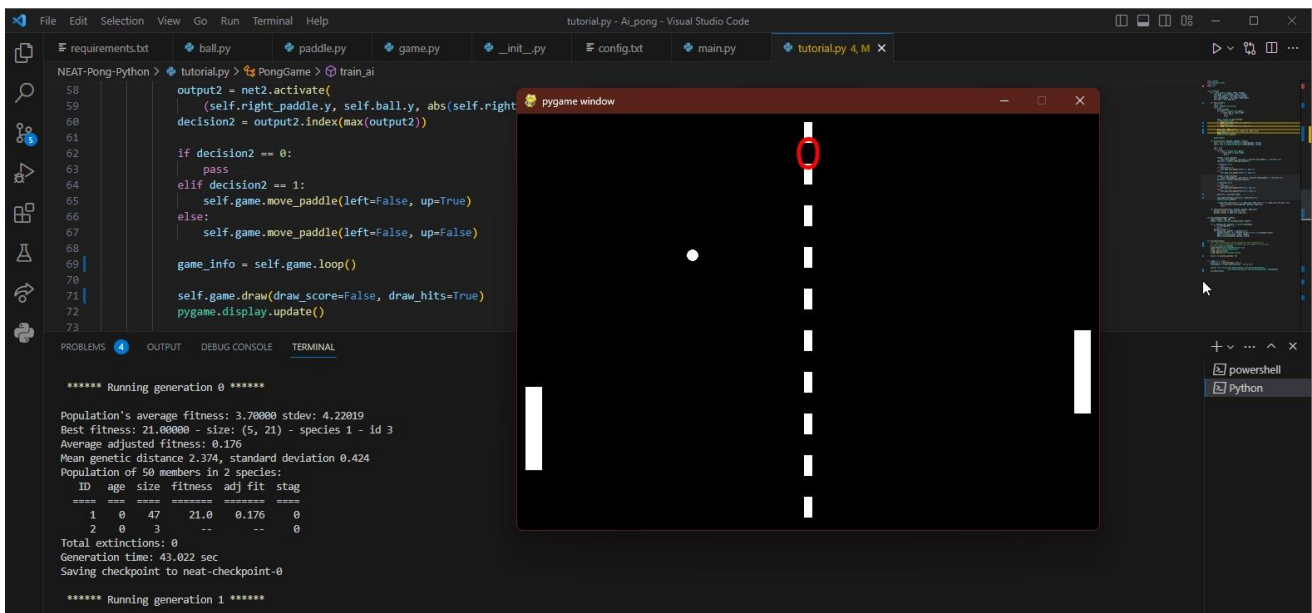 File Edit Selection View Go Run Terminal Help
tutorial.py - Ai_pong - Visual Studio Code
requirements.txt ball.py paddle.py game.py __init__.py config.txt main.py tutorial.py 4, M
NEAT-Pong-Python > tutorial.py > PongGame > train_ai
58 output2 = net2.activate(
59 (self.right_paddle.y, self.ball.y, abs(self.right
60 decision2 = output2.index(max(output2))
61
62 if decision2 == 0:
63 pass
64 elif decision2 == 1:
65 self.game.move_paddle(left=False, up=True)
66 else:
67 self.game.move_paddle(left=False, up=False)
68
69 game_info = self.game.loop()
70
71 self.game.draw(draw_score=False, draw_hits=True)
72 pygame.display.update()
73
5
pygame window
0
PROBLEMS 4 OUTPUT DEBUG CONSOLE TERMINAL
powershell
Python
****** Running generation 0 ******
Population's average fitness: 3.70000 stdev: 4.22019
Best fitness: 21.00000 - size: (5, 21) - species 1 - id 3
Average adjusted fitness: 0.176
Mean genetic distance 2.374, standard deviation 0.424
Population of 50 members in 2 species:
ID age size fitness adj fit stag
==== === ==== ======= ======= ====
1 0 47 21.0 0.176 0
2 0 3 -- -- 0
Total extinctions: 0
Generation time: 43.022 sec
Saving checkpoint to neat-checkpoint-0
****** Running generation 1 ******